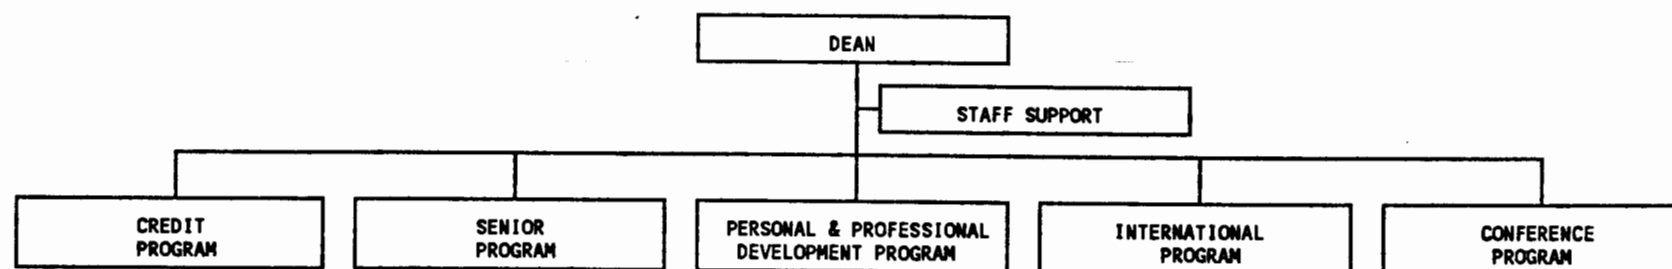 DEAN
STAFF SUPPORT
CREDIT
PROGRAM
SENIOR
PROGRAM
PERSONAL & PROFESSIONAL
DEVELOPMENT PROGRAM
INTERNATIONAL
PROGRAM
CONFERENCE
PROGRAM